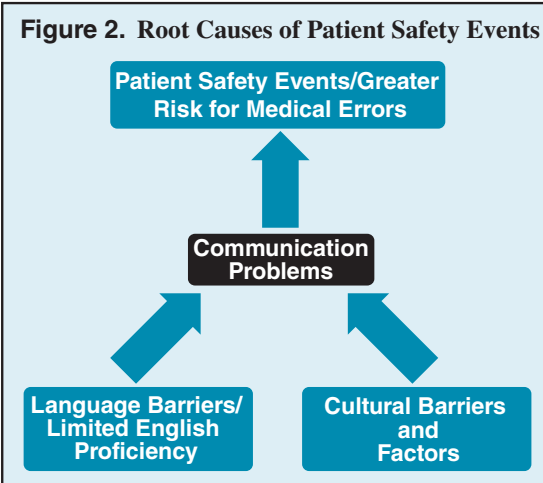 Figure 2. Root Causes of Patient Safety Events
Patient Safety Events/Greater
Risk for Medical Errors
Communication
Problems
Language Barriers/
Limited English
Proficiency
Cultural Barriers
and
Factors